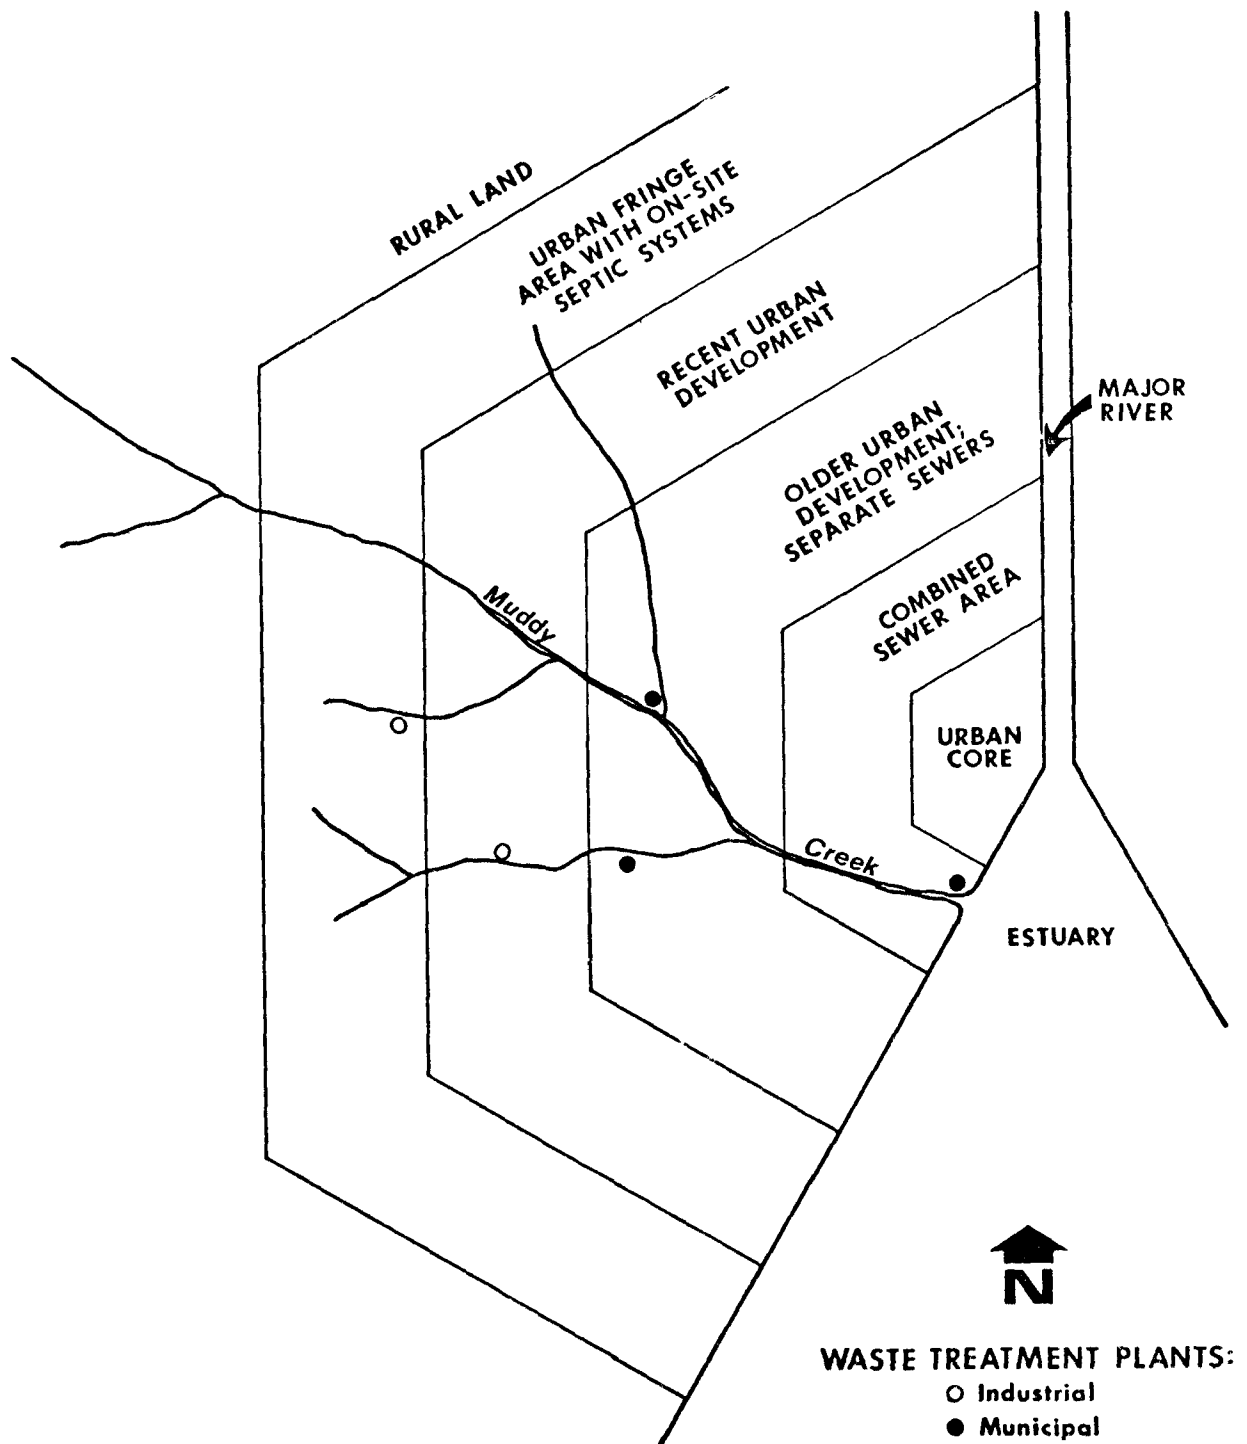 RURAL LAND
URBAN FRINGE
AREA WITH ON-SITE
SEPTIC SYSTEMS
RECENT URBAN
DEVELOPMENT
MAJOR
RIVER
OLDER URBAN
DEVELOPMENT;
SEPARATE SEWERS
COMBINED
SEWER AREA
Muddy
URBAN
CORE
Creek
ESTUARY
N
WASTE TREATMENT PLANTS:
Industrial
Municipal